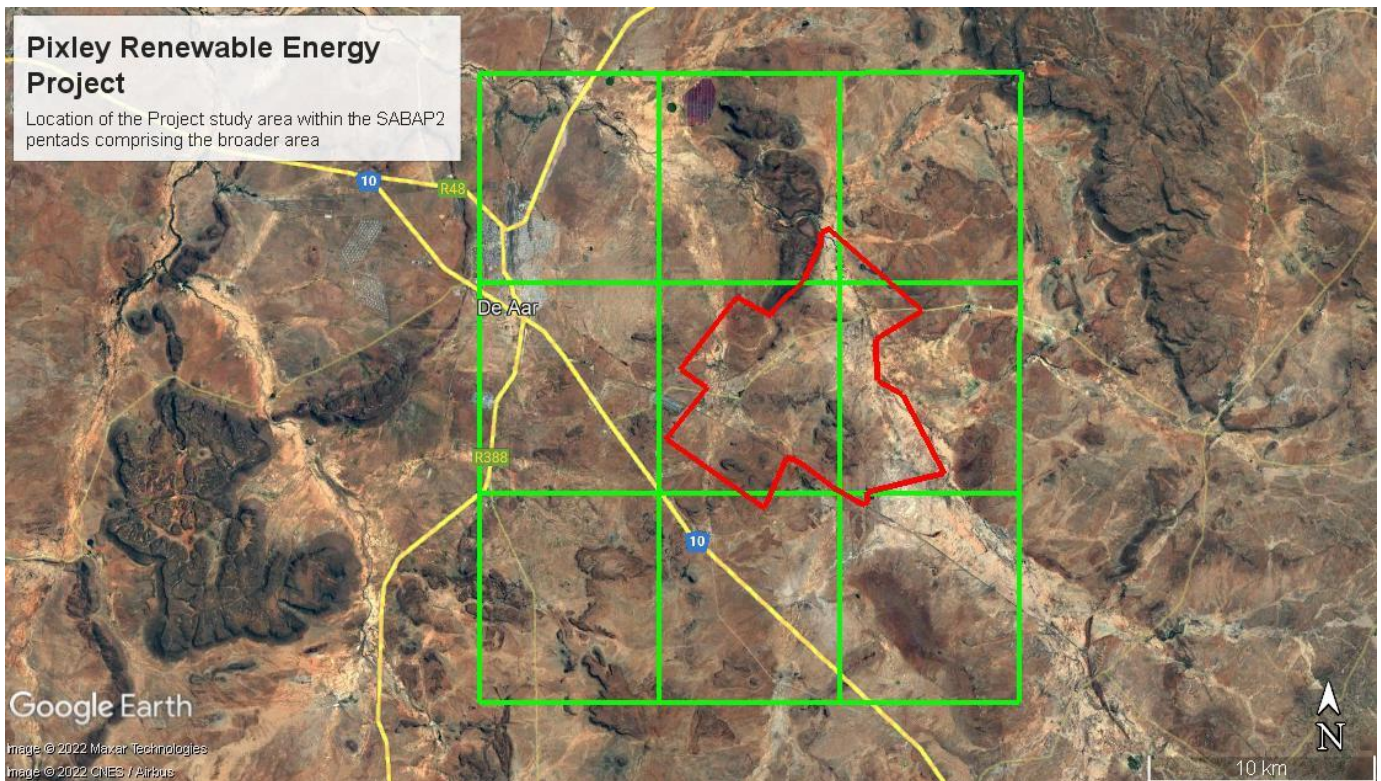 Pixley Renewable Energy
Project
Location of the Project study area within the SABAP2
pentads comprising the broader area
10
R48
De Aar
R388
10
Google Earth
Image © 2022 Maxar Technologies
Image © 2022 CNES / Airbus
N
10 km